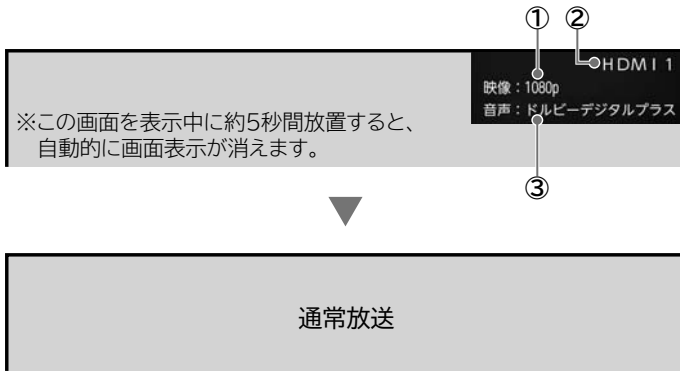 ① ②
HDMI 1
映像：1080p
音声：ドルビーデジタルプラス
※この画面を表示中に約5秒間放置すると、
自動的に画面表示が消えます。
③
通常放送